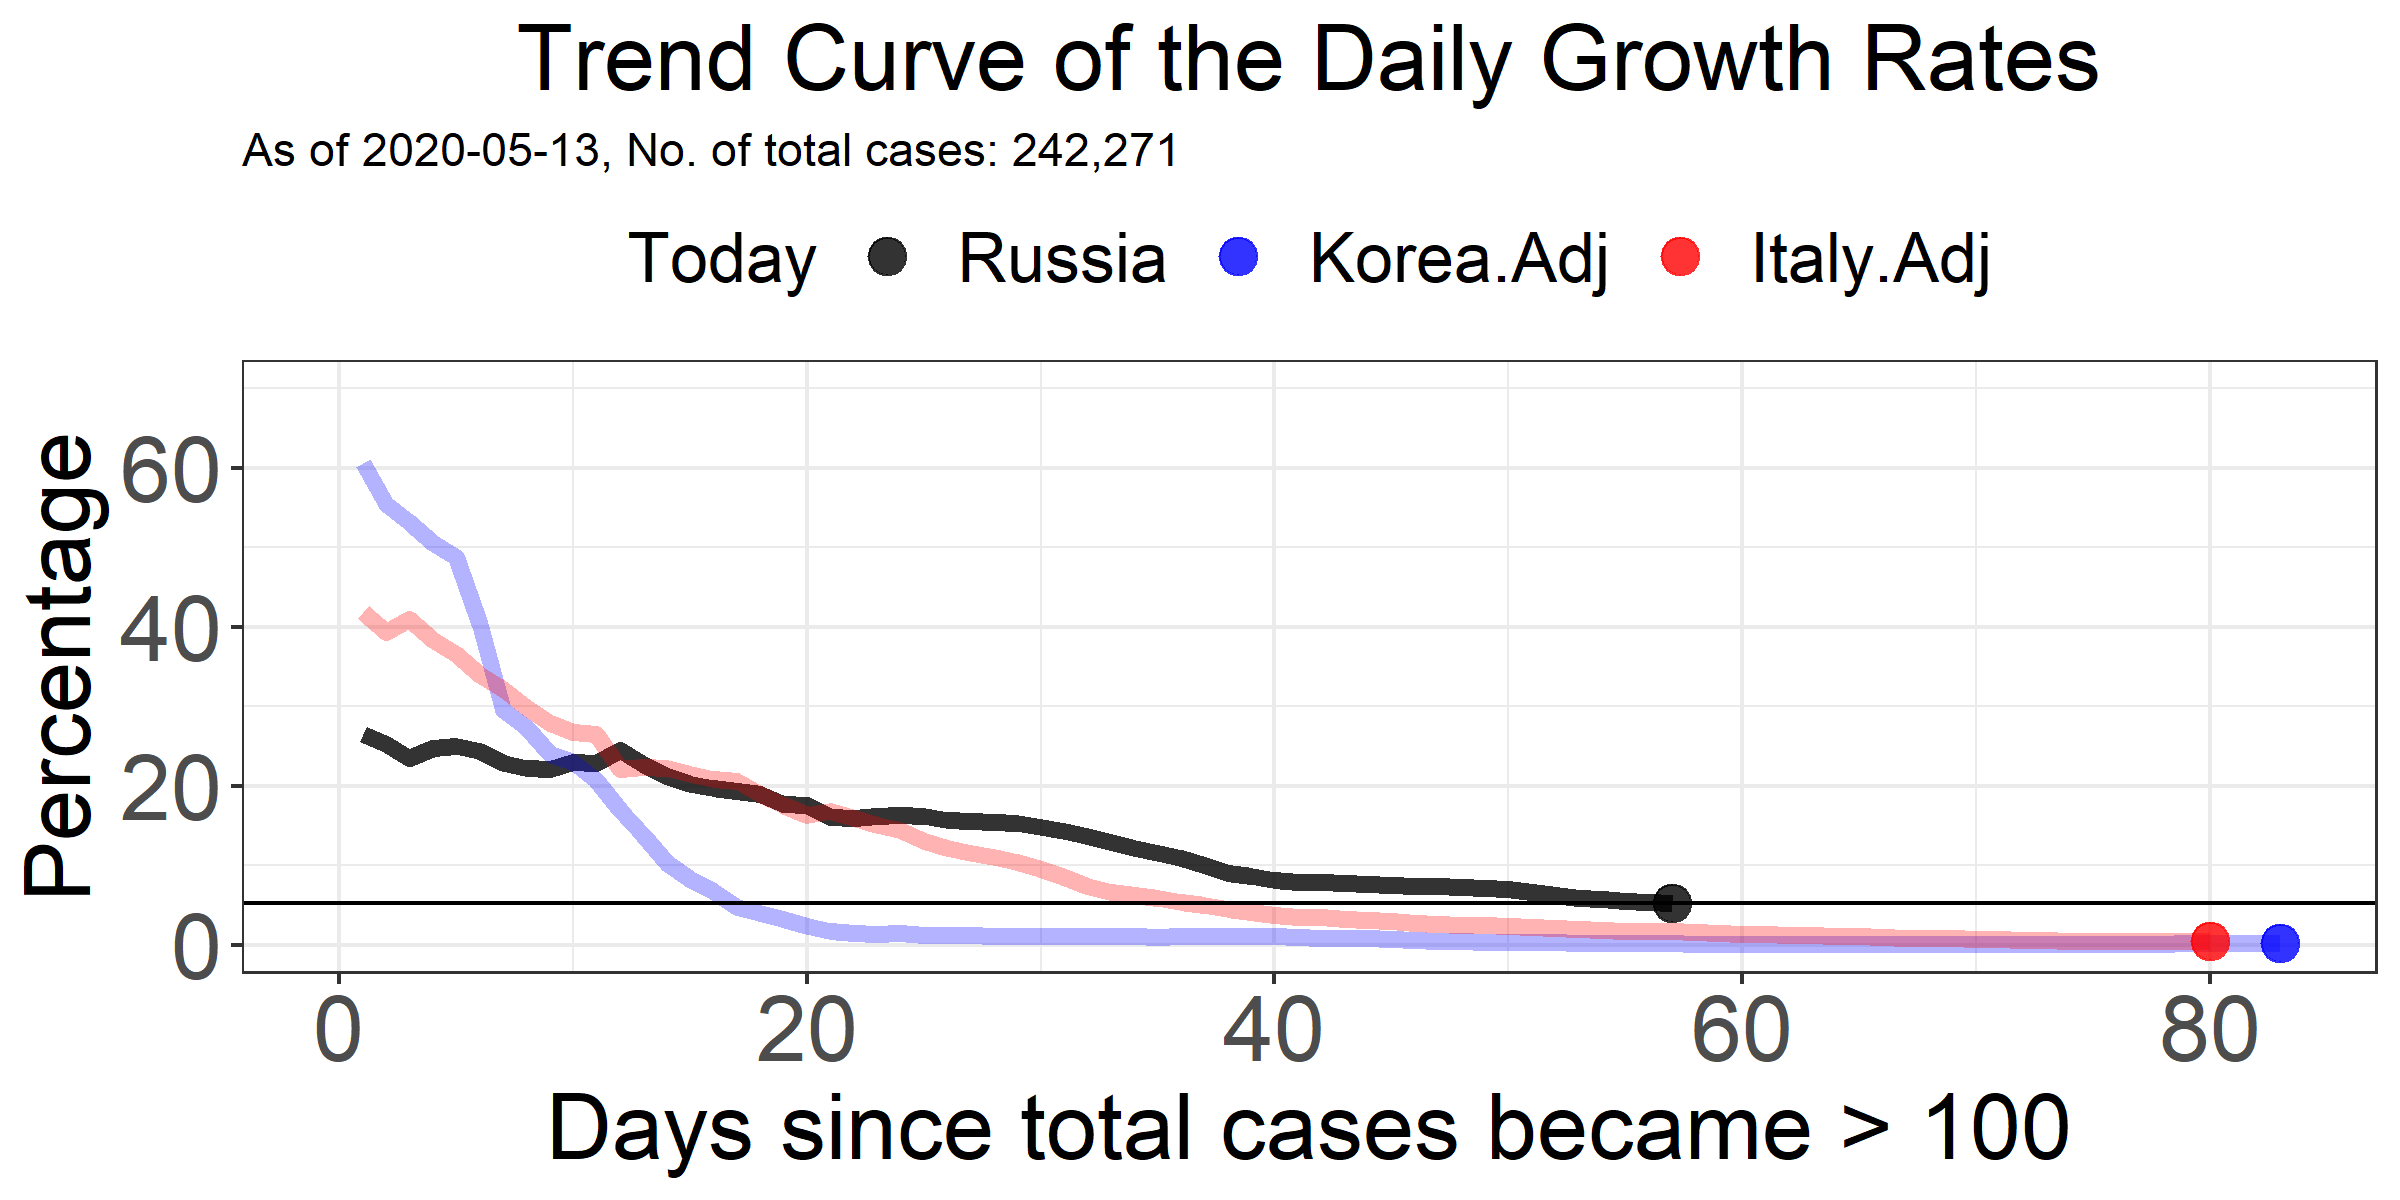 Trend Curve of the Daily Growth Rates
As of 2020-05-13, No. of total cases: 242,271
Today Russia Korea.Adj Italy.Adj
Percentage
60
40
20
0
0 20 40 60 80
Days since total cases became > 100